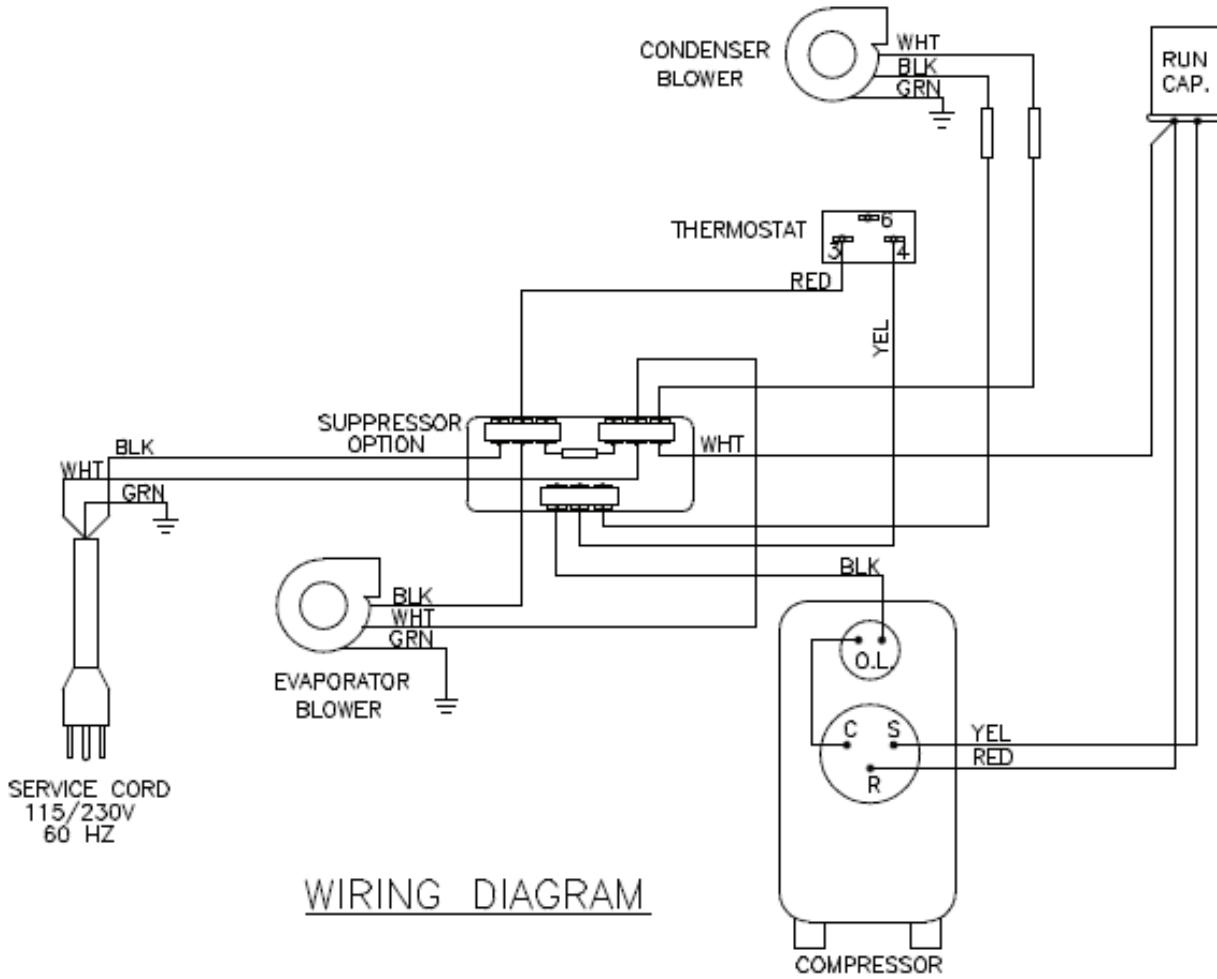 CONDENSER
BLOWER
WHT
BLK
GRN
RUN
CAP.
THERMOSTAT
6
3
4
RED
YEL
SUPPRESSOR
OPTION
WHT
BLK
WHT
GRN
BLK
BLK
WHT
GRN
EVAPORATOR
BLOWER
O.L.
C
S
R
YEL
RED
SERVICE CORD
115/230V
60 HZ
WIRING DIAGRAM
COMPRESSOR